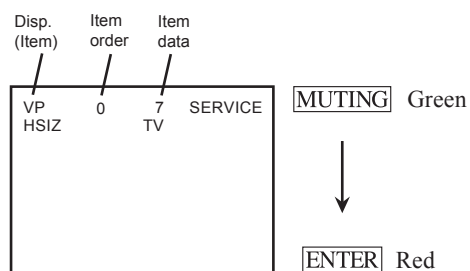 Disp. Item Item
(Item) order data
VP 0 7 SERVICE
HSIZ TV
MUTING Green
ENTER Red